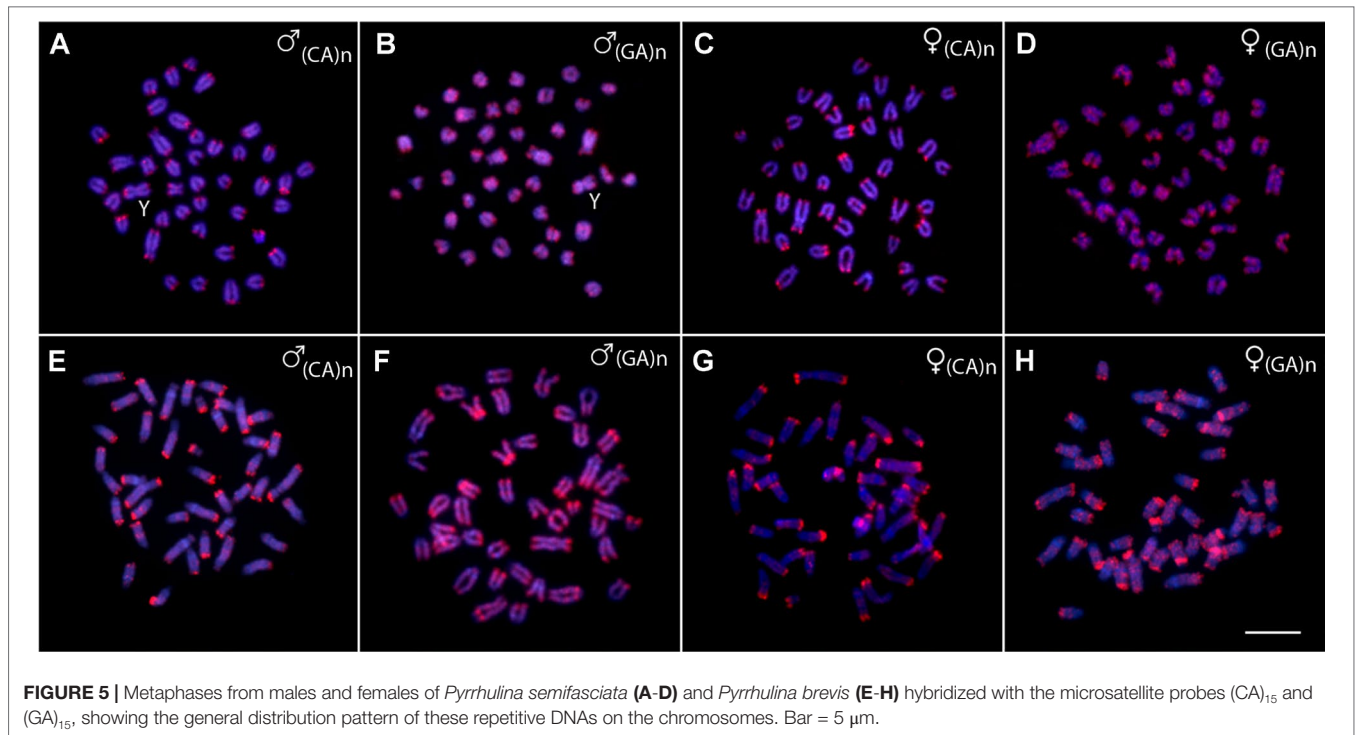 A ♂(CA)n
B ♂(GA)n
C ♀(CA)n
D ♀(GA)n
Y
Y
E ♂(CA)n
F ♂(GA)n
G ♀(CA)n
H ♀(GA)n
FIGURE 5 | Metaphases from males and females of Pyrrhulina semifasciata (A-D) and Pyrrhulina brevis (E-H) hybridized with the microsatellite probes (CA)15 and
(GA)15, showing the general distribution pattern of these repetitive DNAs on the chromosomes. Bar = 5 μm.